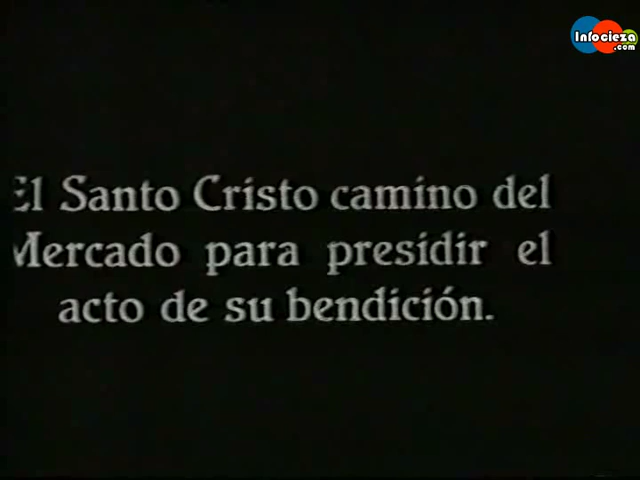 Infocieza
.com
El Santo Cristo camino del
Mercado para presidir el
acto de su bendición.